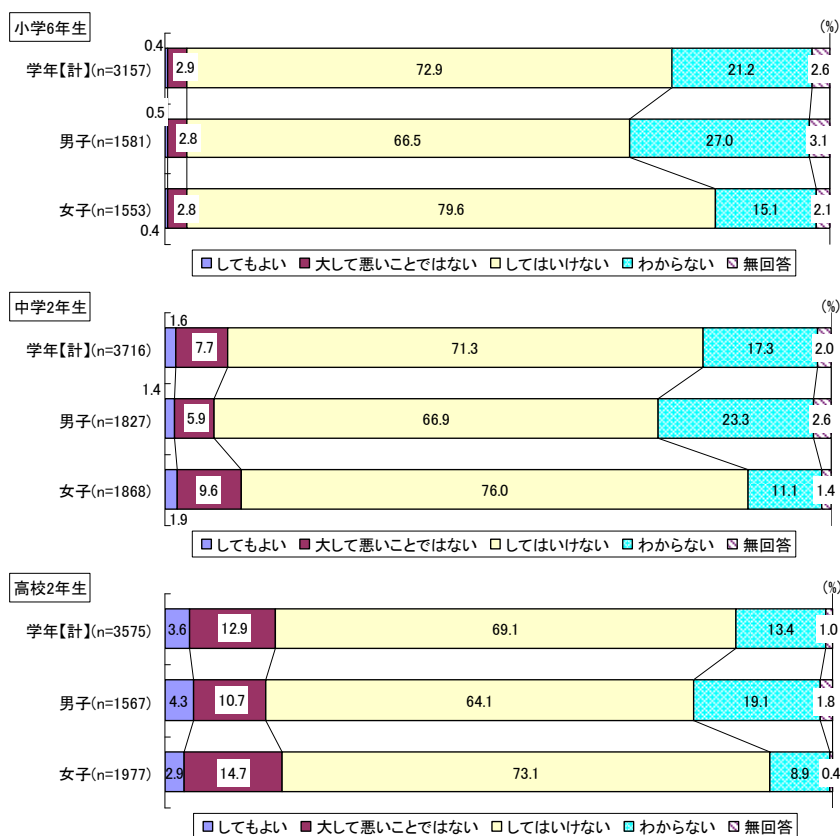 小学6年生
(%)
0.4
学年【計】(n=3157) 2.9 72.9 21.2 2.6
0.5
男子(n=1581) 2.8 66.5 27.0 3.1
女子(n=1553) 2.8 79.6 15.1 2.1
0.4
してもよい 大して悪いことではない してはいけない わからない 無回答
中学2年生
(%)
1.6
学年【計】(n=3716) 7.7 71.3 17.3 2.0
1.4
男子(n=1827) 5.9 66.9 23.3 2.6
女子(n=1868) 9.6 76.0 11.1 1.4
1.9
してもよい 大して悪いことではない してはいけない わからない 無回答
高校2年生
(%)
学年【計】(n=3575) 3.6 12.9 69.1 13.4 1.0
男子(n=1567) 4.3 10.7 64.1 19.1 1.8
女子(n=1977) 2.9 14.7 73.1 8.9 0.4
してもよい 大して悪いことではない してはいけない わからない 無回答